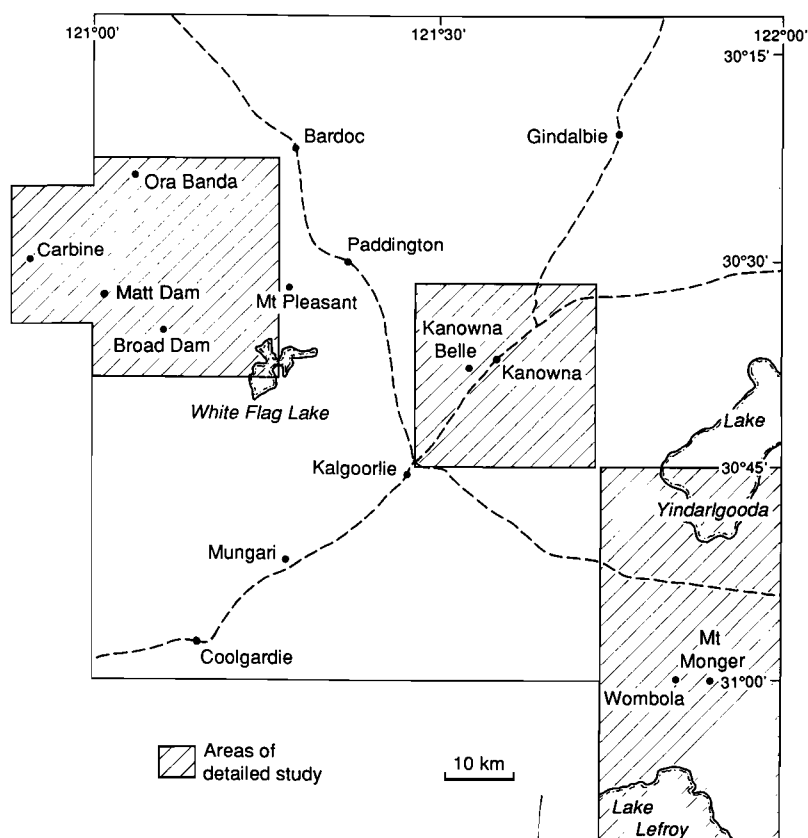 121°00'
121°30'
122°00'
30°15'
Bardoc
Gindalbie
Ora Banda
Carbine
Paddington
30°30'
Matt Dam
Mt Pleasant
Broad Dam
Kanowna
Belle
Kanowna
White Flag Lake
Lake
Yindarlgooda
Kalgoorlie
30°45'
Mungari
Coolgardie
Mt
Monger
Wombola
31°00'
Areas of
detailed study
10 km
Lake
Lefroy